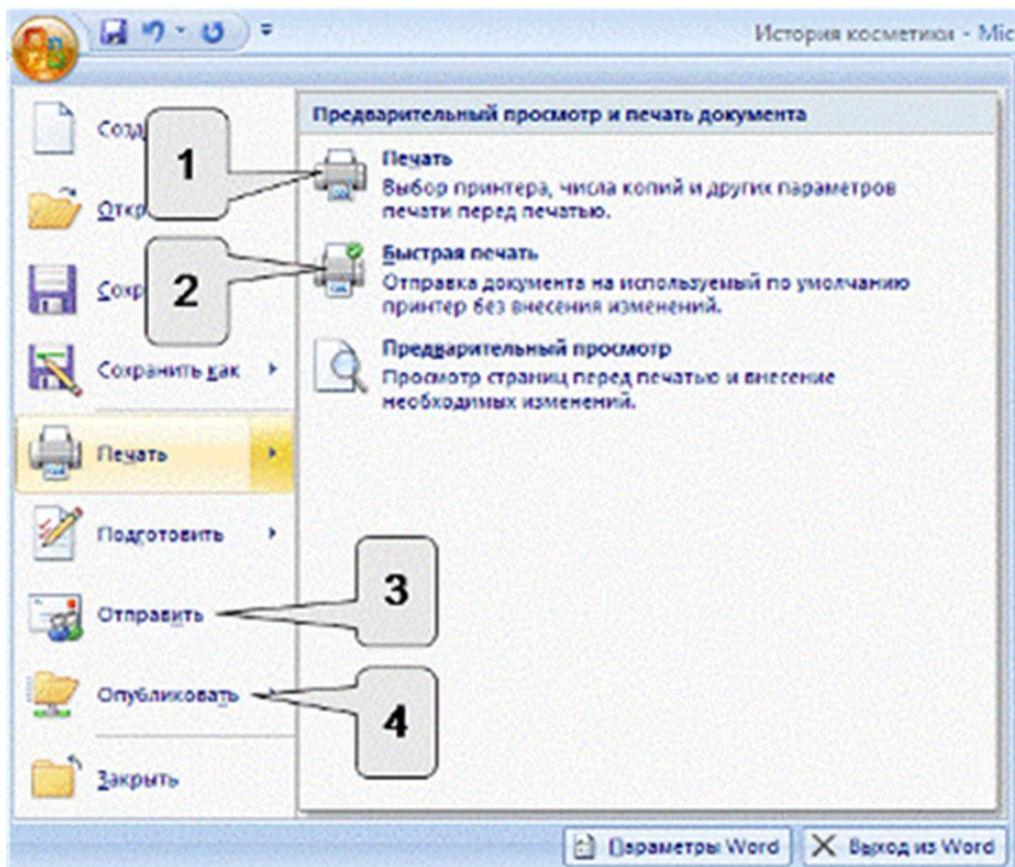 История косметики - Mic
Созд
Откр
Сохр
Сохранить как
Печать
Подготовить
Отправить
Опубликовать
Закрыть
Предварительный просмотр и печать документа
Печать
Выбор принтера, числа копий и других параметров
печати перед печатью.
Быстрая печать
Отправка документа на используемый по умолчанию
принтер без внесения изменений.
Предварительный просмотр
Просмотр страниц перед печатью и внесение
необходимых изменений.
1
2
3
4
Параметры Word
Выход из Word